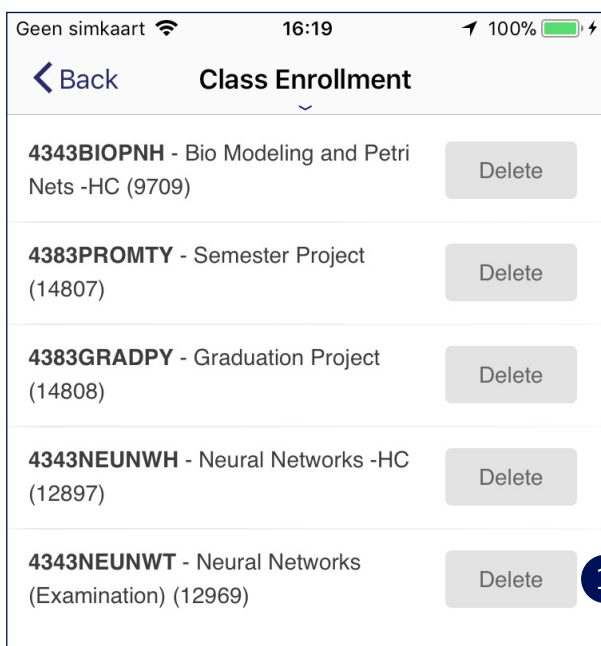 Geen simkaart 16:19 100%
Back Class Enrollment
4343BIOPNH - Bio Modeling and Petri
Nets -HC (9709)
Delete
4383PROMTY - Semester Project
(14807)
Delete
4383GRADPY - Graduation Project
(14808)
Delete
4343NEUNWH - Neural Networks -HC
(12897)
Delete
4343NEUNWT - Neural Networks
(Examination) (12969)
Delete